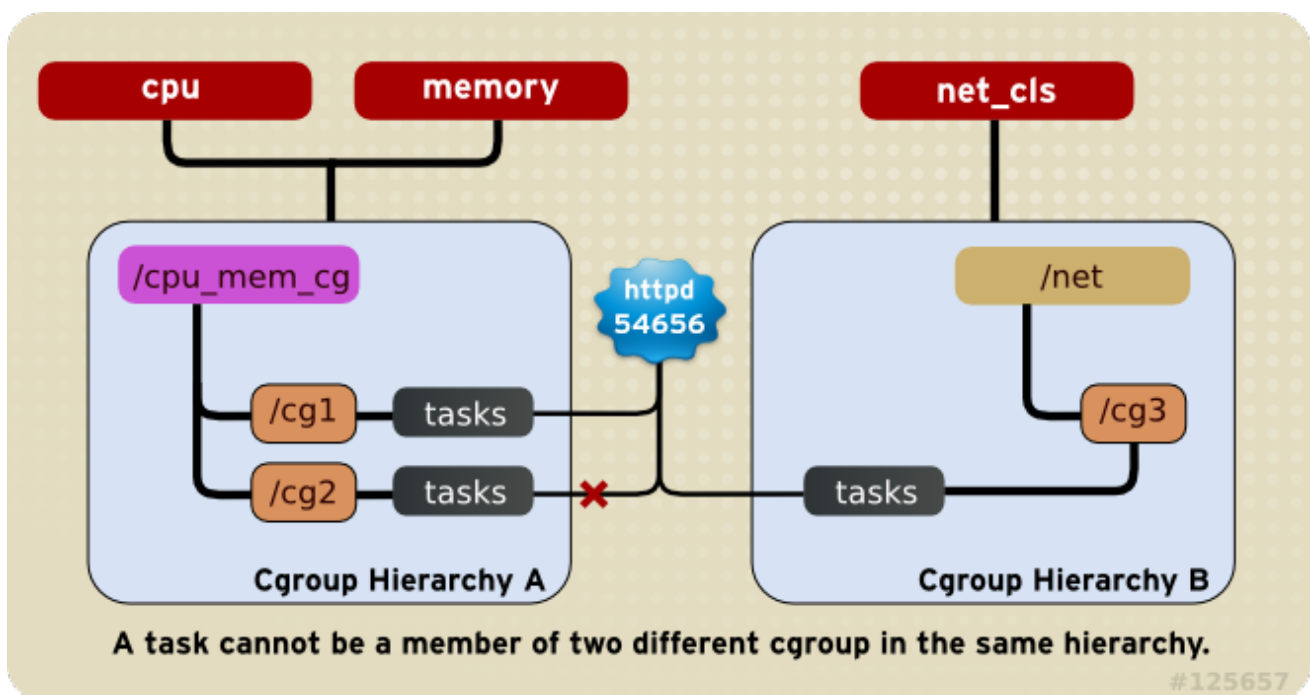 cpu
memory
net_cls
/cpu_mem_cg
/net
httpd
54656
/cg1
tasks
/cg3
/cg2
tasks
tasks
Cgroup Hierarchy A
Cgroup Hierarchy B
A task cannot be a member of two different cgroup in the same hierarchy.
#125657